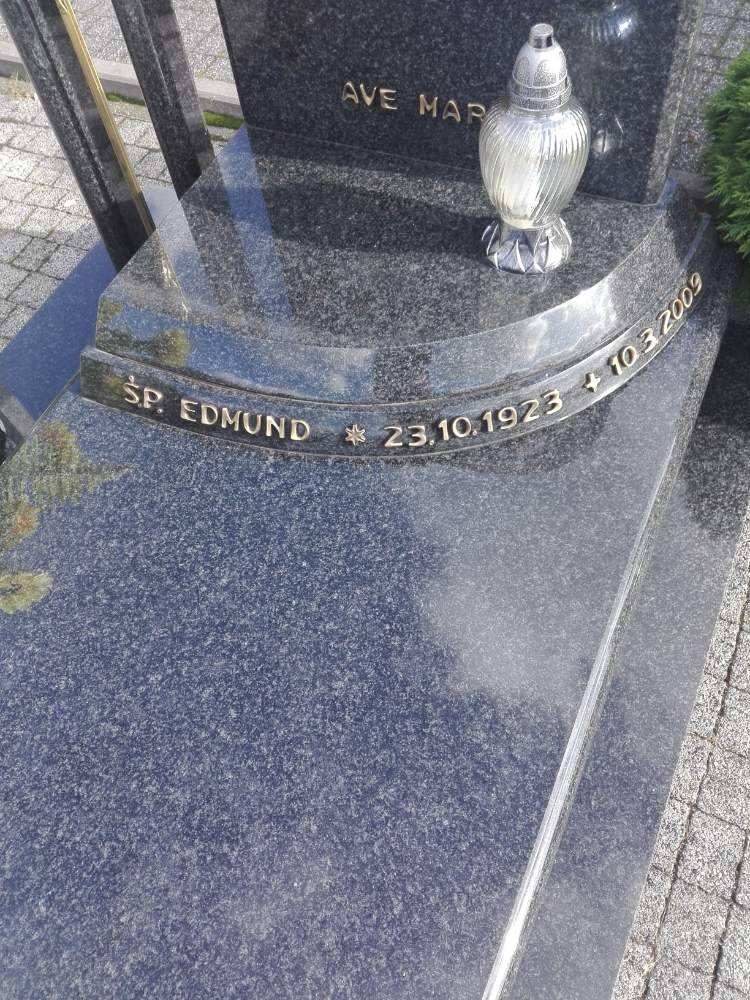 AVE MAR
ŚP. EDMUND * 23.10.1923 + 10.3.2009